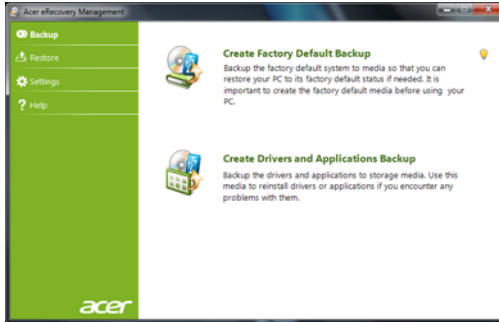 Acer eRecovery Management
Backup
Restore
Settings
Help
Create Factory Default Backup
Backup the factory default system to media so that you can
restore your PC to its factory default status if needed. It is
important to create the factory default media before using your
PC.
Create Drivers and Applications Backup
Backup the drivers and applications to storage media. Use this
media to reinstall drivers or applications if you encounter any
problems with them.
acer